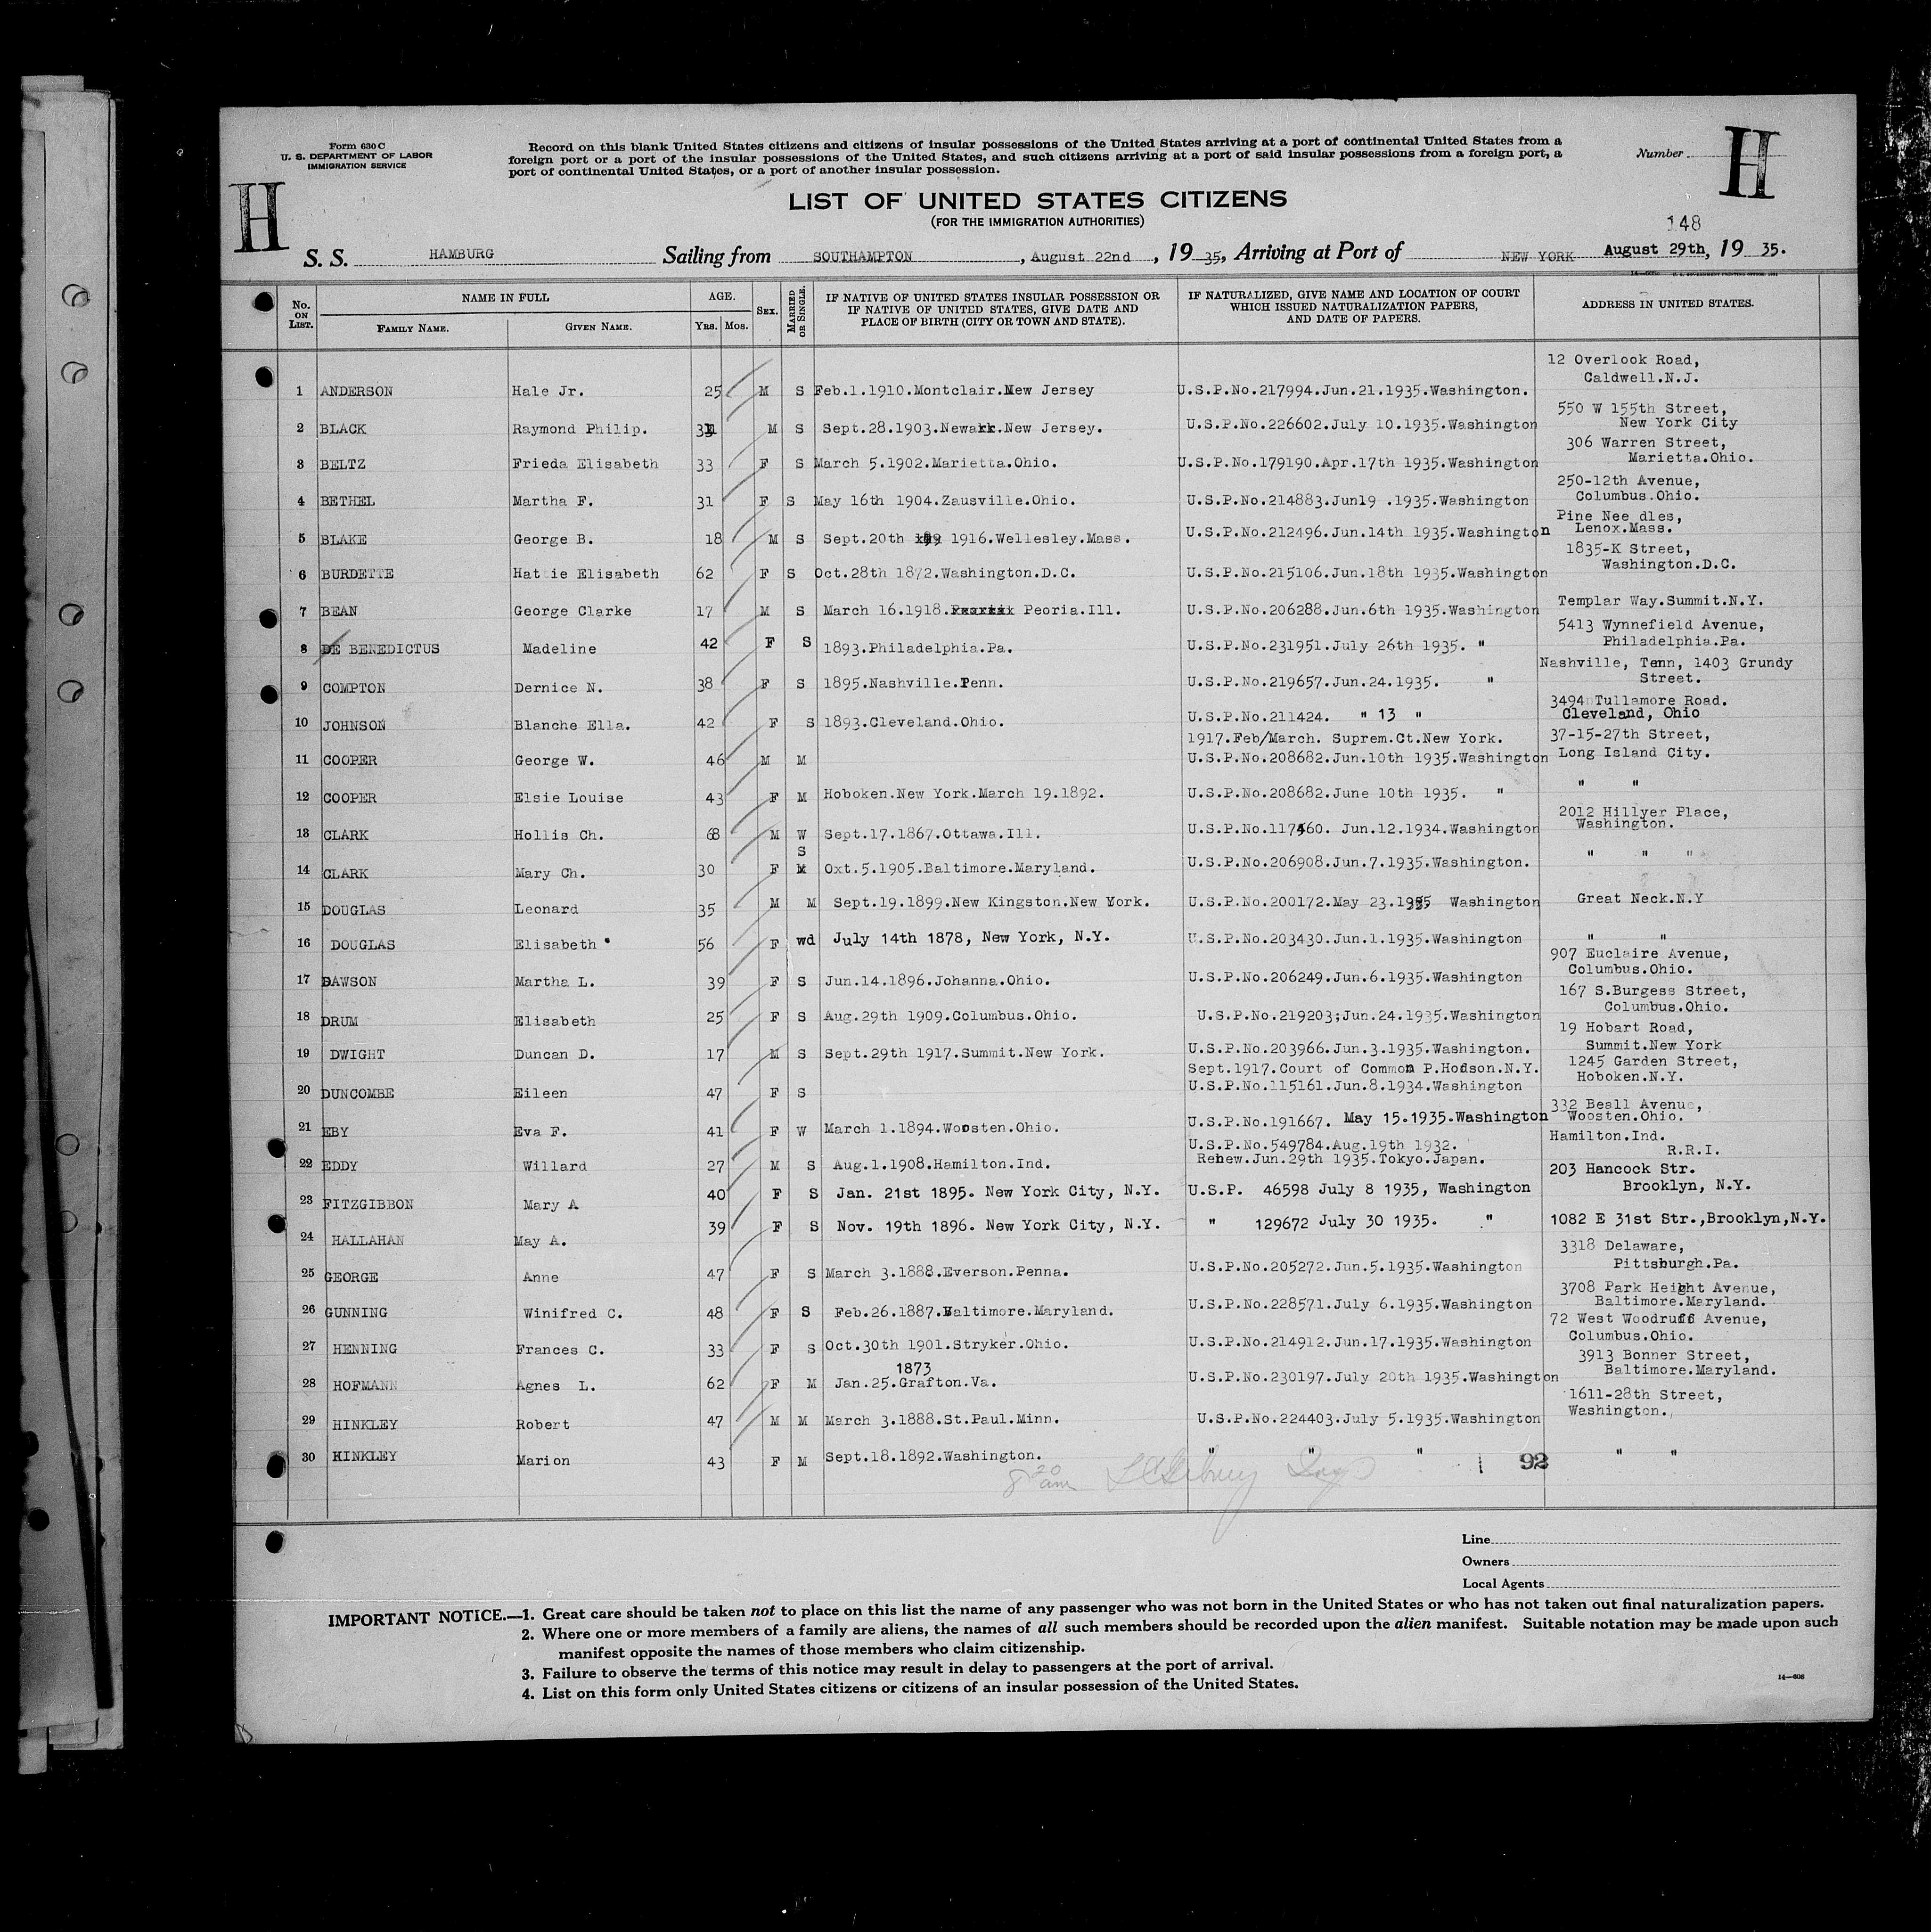 Form 630 C
U. S. DEPARTMENT OF LABOR
IMMIGRATION SERVICE
Record on this blank United States citizens and citizens of insular possessions of the United States arriving at a port of continental United States from a
foreign port or a port of the insular possessions of the United States, and such citizens arriving at a port of said insular possessions from a foreign port, a
port of continental United States, or a port of another insular possession.
Number
H
H
LIST OF UNITED STATES CITIZENS
(FOR THE IMMIGRATION AUTHORITIES)
148
S. S. HAMBURG Sailing from SOUTHAMPTON, August 22nd, 19 35, Arriving at Port of NEW YORK August 29th, 19 35.
No. ON LIST. NAME IN FULL FAMILY NAME. GIVEN NAME. AGE. YRS. MOS. SEX. MARRIED OR SINGLE. IF NATIVE OF UNITED STATES INSULAR POSSESSION OR IF NATIVE OF UNITED STATES, GIVE DATE AND PLACE OF BIRTH (CITY OR TOWN AND STATE). IF NATURALIZED, GIVE NAME AND LOCATION OF COURT WHICH ISSUED NATURALIZATION PAPERS, AND DATE OF PAPERS. ADDRESS IN UNITED STATES.
1 ANDERSON Hale Jr. 25 M S Feb.1.1910.Montclair.New Jersey U.S.P.No.217994.Jun.21.1935.Washington. 12 Overlook Road, Caldwell.N.J.
2 BLACK Raymond Philip. M S Sept.28.1903.Newark.New Jersey. U.S.P.No.226602.July 10.1935.Washington 550 W 155th Street, New York City
3 BELTZ Frieda Elisabeth 33 F S March 5.1902.Marietta.Ohio. U.S.P.No.179190.Apr.17th 1935.Washington 306 Warren Street, Marietta.Ohio.
4 BETHEL Martha F. 31 F S May 16th 1904.Zausville.Ohio. U.S.P.No.214883.Jun19 .1935.Washington 250-12th Avenue, Columbus.Ohio.
5 BLAKE George B. 18 M S Sept.20th 1916.Wellesley.Mass. U.S.P.No.212496.Jun.14th 1935.Washington Pine Nee dles, Lenox.Mass.
6 BURDETTE Hattie Elisabeth 62 F S Oct.28th 1872.Washington.D.C. U.S.P.No.215106.Jun.18th 1935.Washington 1835-K Street, Washington.D.C.
7 BEAN George Clarke 17 M S March 16.1918. Peoria.Ill. U.S.P.No.206288.Jun.6th 1935.Washington Templar Way.Summit.N.Y.
8 DE BENEDICTUS Madeline 42 F S 1893.Philadelphia.Pa. U.S.P.No.231951.July 26th 1935. " 5413 Wynnefield Avenue, Philadelphia.Pa.
9 COMPTON Dernice N. 38 F S 1895.Nashville.Penn. U.S.P.No.219657.Jun.24.1935. " Nashville, Tenn, 1403 Grundy Street.
10 JOHNSON Blanche Ella. 42 F S 1893.Cleveland.Ohio. U.S.P.No.211424. " 13 " 3494 Tullamore Road. Cleveland, Ohio
11 COOPER George W. 46 M M 1917.Feb/March. Suprem.Ct.New York. U.S.P.No.208682.Jun.10th 1935.Washington 37-15-27th Street, Long Island City.
12 COOPER Elsie Louise 43 F M Hoboken.New York.March 19.1892. U.S.P.No.208682.June 10th 1935. " " "
13 CLARK Hollis Ch. 68 M W Sept.17.1867.Ottawa.Ill. U.S.P.No.117460. Jun.12.1934.Washington 2012 Hillyer Place, Washington.
14 CLARK Mary Ch. 30 F S Oxt.5.1905.Baltimore.Maryland. U.S.P.No.206908.Jun.7.1935.Washington. " " "
15 DOUGLAS Leonard 35 M M Sept.19.1899.New Kingston.New York. U.S.P.No.200172.May 23.1935 Washington Great Neck.N.Y
16 DOUGLAS Elisabeth 56 F wd July 14th 1878, New York, N.Y. U.S.P.No.203430.Jun.1.1935.Washington " "
17 DAWSON Martha L. 39 F S Jun.14.1896.Johanna.Ohio. U.S.P.No.206249.Jun.6.1935.Washington 907 Euclaire Avenue, Columbus.Ohio.
18 DRUM Elisabeth 25 F S Aug.29th 1909.Columbus.Ohio. U.S.P.No.219203;Jun.24.1935.Washington 167 S.Burgess Street, Columbus.Ohio.
19 DWIGHT Duncan D. 17 M S Sept.29th 1917.Summit.New York. U.S.P.No.203966.Jun.3.1935.Washington. 19 Hobart Road, Summit.New York
20 DUNCOMBE Eileen 47 F S Sept.1917.Court of Common P.Hodson.N.Y. U.S.P.No.115161.Jun.8.1934.Washington 1245 Garden Street, Hoboken.N.Y.
21 EBY Eva F. 41 F W March 1.1894.Woosten.Ohio. U.S.P.No.191667. May 15.1935.Washington 332 Beall Avenue, Woosten.Ohio.
22 EDDY Willard 27 M S Aug.1.1908.Hamilton.Ind. U.S.P.No.549784.Aug.19th 1932. Renew.Jun.29th 1935.Tokyo.Japan. Hamilton.Ind. R.R.I.
23 FITZGIBBON Mary A 40 F S Jan. 21st 1895. New York City, N.Y. U.S.P. 46598 July 8 1935, Washington 203 Hancock Str. Brooklyn, N.Y.
24 HALLAHAN May A. 39 F S Nov. 19th 1896. New York City, N.Y. " 129672 July 30 1935. " 1082 E 31st Str.,Brooklyn,N.Y.
25 GEORGE Anne 47 F S March 3.1888.Everson.Penna. U.S.P.No.205272.Jun.5.1935.Washington 3318 Delaware, Pittsburgh.Pa.
26 GUNNING Winifred C. 48 F S Feb.26.1887.Baltimore.Maryland. U.S.P.No.228571.July 6.1935.Washington 3708 Park Height Avenue, Baltimore.Maryland.
27 HENNING Frances C. 33 F S Oct.30th 1901.Stryker.Ohio. U.S.P.No.214912.Jun.17.1935.Washington 72 West Woodruff Avenue, Columbus.Ohio.
28 HOFMANN Agnes L. 62 F M Jan.25. 1873 Grafton.Va. U.S.P.No.230197.July 20th 1935.Washington 3913 Bonner Street, Baltimore.Maryland.
29 HINKLEY Robert 47 M M March 3.1888.St.Paul.Minn. U.S.P.No.224403.July 5.1935.Washington 1611-28th Street, Washington.
30 HINKLEY Marion 43 F M Sept.18.1892.Washington. " " " " "
8 20 am
92
Line
Owners
Local Agents
IMPORTANT NOTICE.—1. Great care should be taken not to place on this list the name of any passenger who was not born in the United States or who has not taken out final naturalization papers.
2. Where one or more members of a family are aliens, the names of all such members should be recorded upon the alien manifest. Suitable notation may be made upon such
manifest opposite the names of those members who claim citizenship.
3. Failure to observe the terms of this notice may result in delay to passengers at the port of arrival.
4. List on this form only United States citizens or citizens of an insular possession of the United States.
14—606